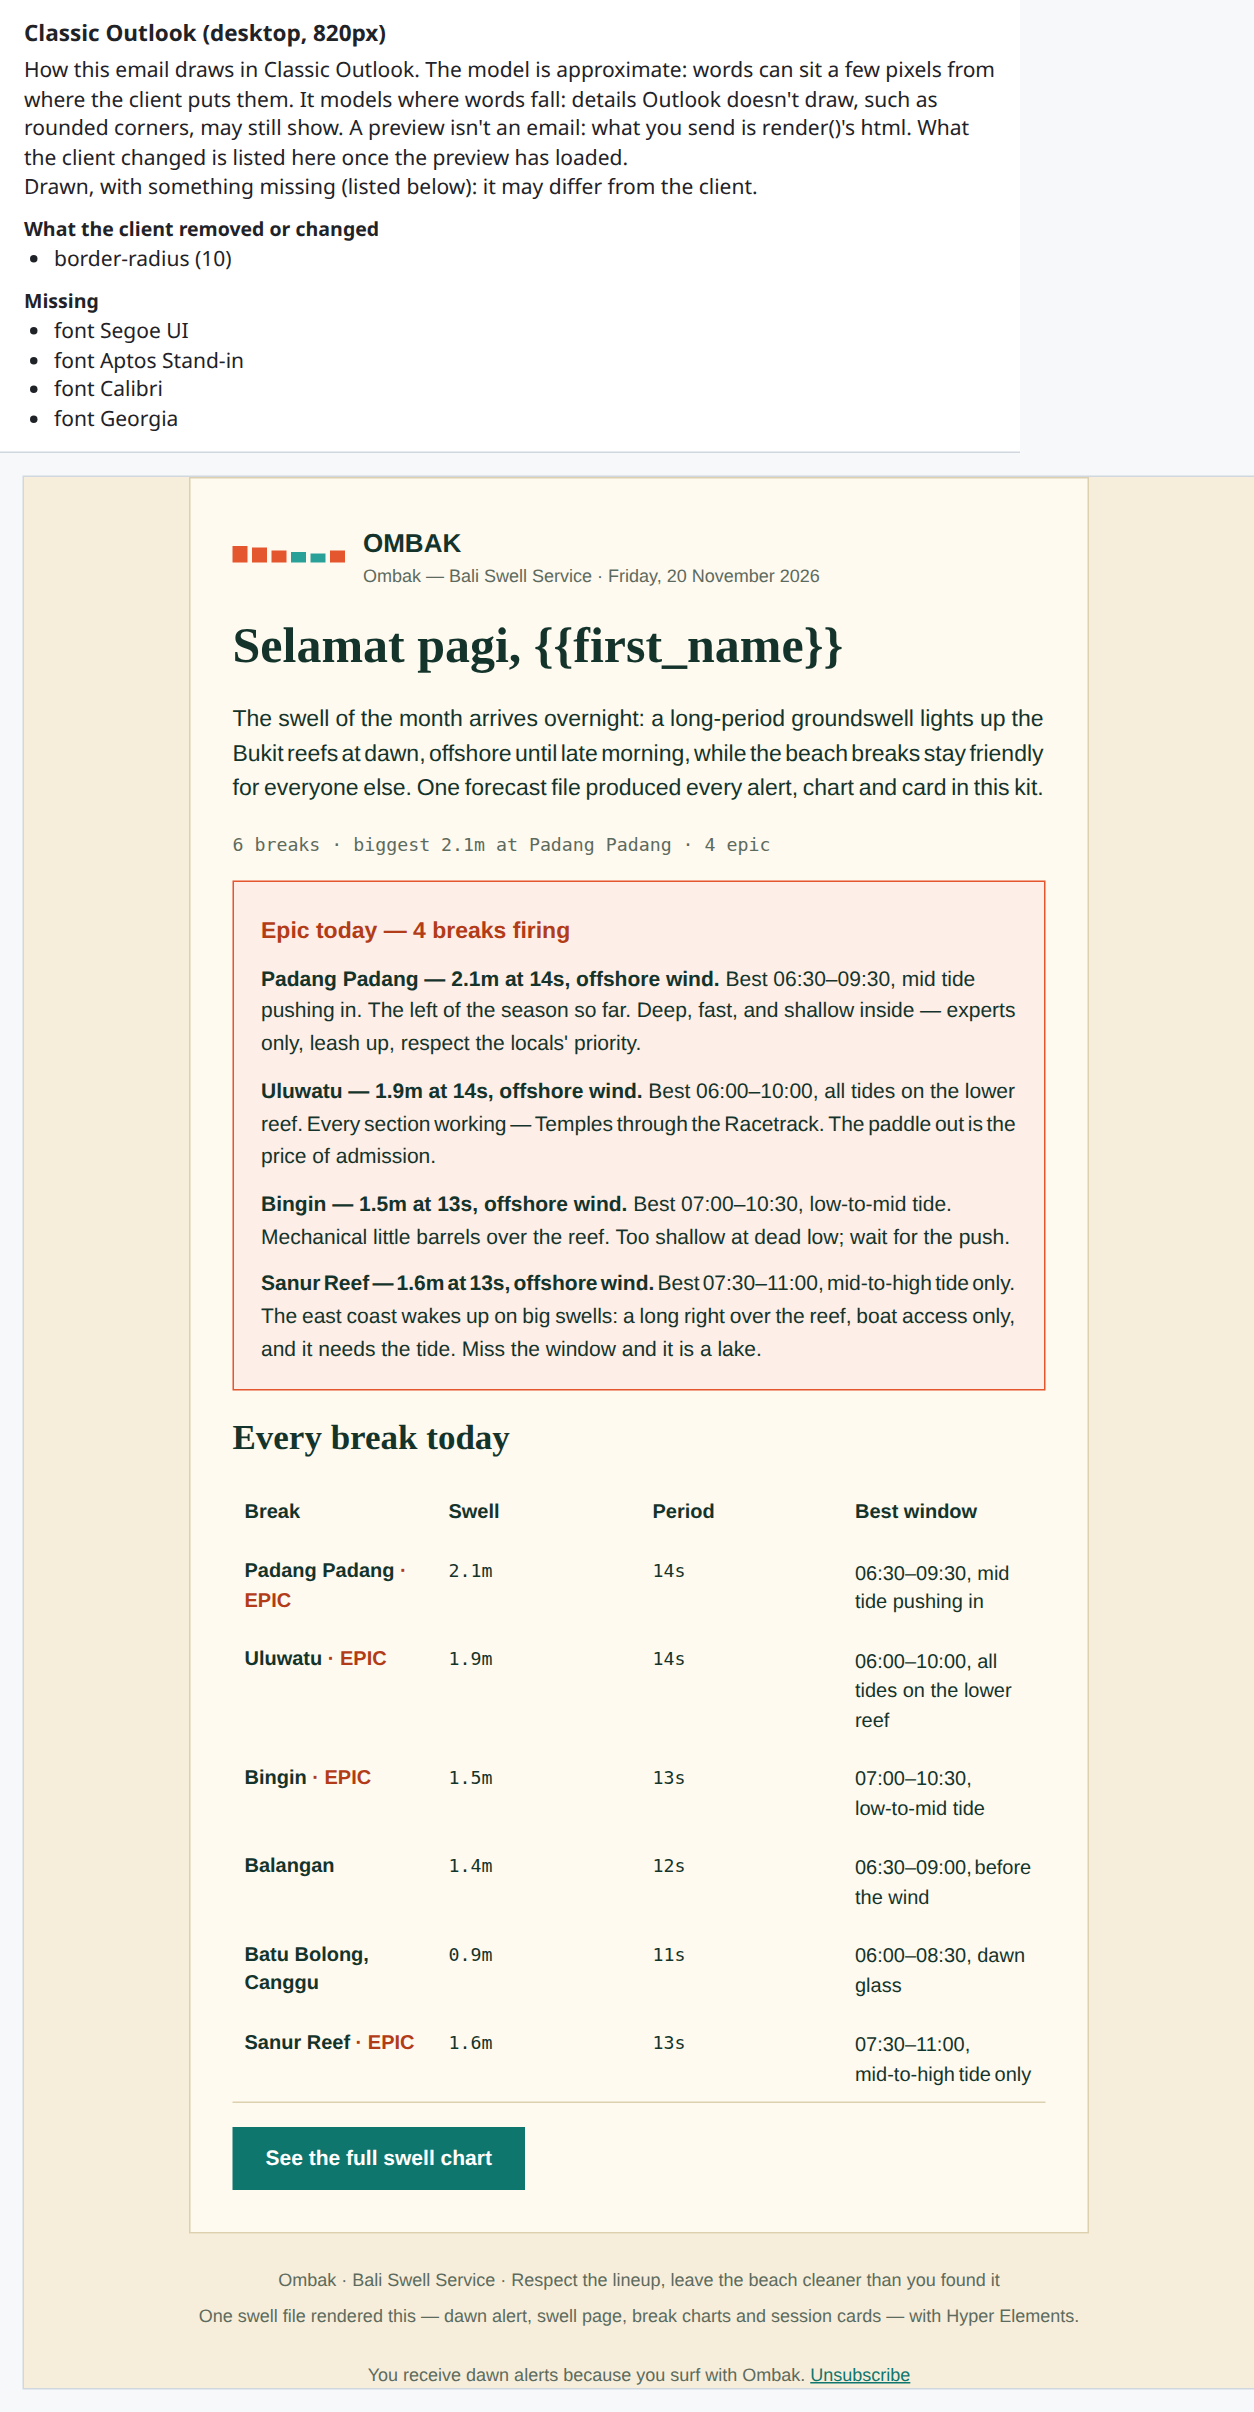 Classic Outlook (desktop, 820px)
How this email draws in Classic Outlook. The model is approximate: words can sit a few pixels from
where the client puts them. It models where words fall: details Outlook doesn't draw, such as
rounded corners, may still show. A preview isn't an email: what you send is render()'s html. What
the client changed is listed here once the preview has loaded.
Drawn, with something missing (listed below): it may differ from the client.
What the client removed or changed
• border-radius (10)
Missing
• font Segoe UI
• font Aptos Stand-in
• font Calibri
• font Georgia
OMBAK
Ombak — Bali Swell Service · Friday, 20 November 2026
Selamat pagi, {{first_name}}
The swell of the month arrives overnight: a long-period groundswell lights up the
Bukit reefs at dawn, offshore until late morning, while the beach breaks stay friendly
for everyone else. One forecast file produced every alert, chart and card in this kit.
6 breaks · biggest 2.1m at Padang Padang · 4 epic
Epic today — 4 breaks firing
Padang Padang — 2.1m at 14s, offshore wind. Best 06:30–09:30, mid tide
pushing in. The left of the season so far. Deep, fast, and shallow inside — experts
only, leash up, respect the locals' priority.
Uluwatu — 1.9m at 14s, offshore wind. Best 06:00–10:00, all tides on the lower
reef. Every section working — Temples through the Racetrack. The paddle out is the
price of admission.
Bingin — 1.5m at 13s, offshore wind. Best 07:00–10:30, low-to-mid tide.
Mechanical little barrels over the reef. Too shallow at dead low; wait for the push.
Sanur Reef — 1.6m at 13s, offshore wind. Best 07:30–11:00, mid-to-high tide only.
The east coast wakes up on big swells: a long right over the reef, boat access only,
and it needs the tide. Miss the window and it is a lake.
Every break today
Break Swell Period Best window
Padang Padang · 2.1m 14s 06:30–09:30, mid
EPIC tide pushing in
Uluwatu · EPIC 1.9m 14s 06:00–10:00, all
tides on the lower
reef
Bingin · EPIC 1.5m 13s 07:00–10:30,
low-to-mid tide
Balangan 1.4m 12s 06:30–09:00, before
the wind
Batu Bolong, 0.9m 11s 06:00–08:30, dawn
Canggu glass
Sanur Reef · EPIC 1.6m 13s 07:30–11:00,
mid-to-high tide only
See the full swell chart
Ombak · Bali Swell Service · Respect the lineup, leave the beach cleaner than you found it
One swell file rendered this — dawn alert, swell page, break charts and session cards — with Hyper Elements.
You receive dawn alerts because you surf with Ombak. Unsubscribe